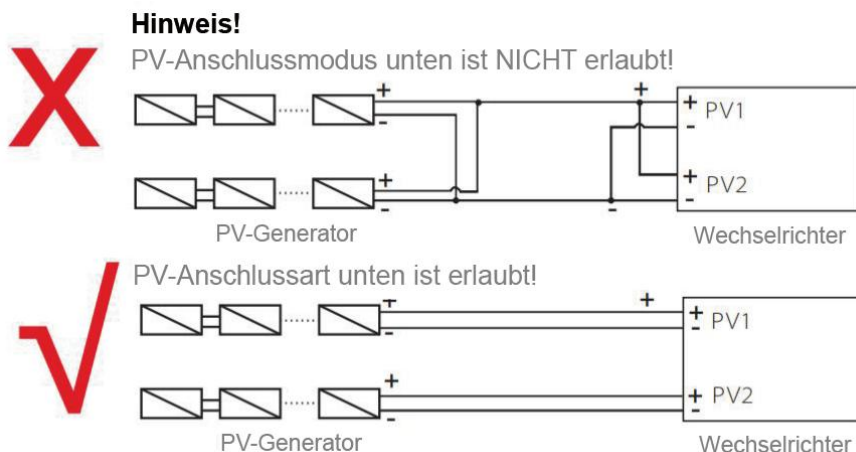 Hinweis!
PV-Anschlussmodus unten ist NICHT erlaubt!
+ + + PV1
- -
+ + PV2
- - -
PV-Generator Wechselrichter
PV-Anschlussart unten ist erlaubt!
+ + + PV1
- -
+ + PV2
- -
PV-Generator Wechselrichter